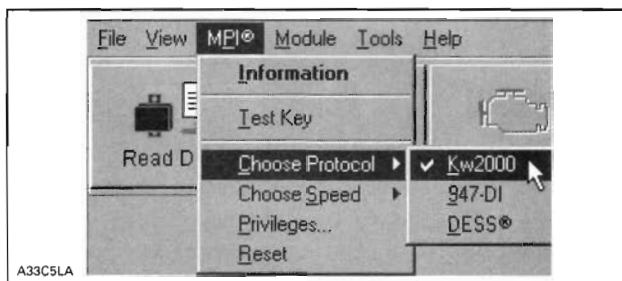 File View MPI® Module Tools Help
Information
Test Key
Read D
Choose Protocol Kw2000
Choose Speed 947-DI
Privileges... DESS®
Reset
A33C5LA